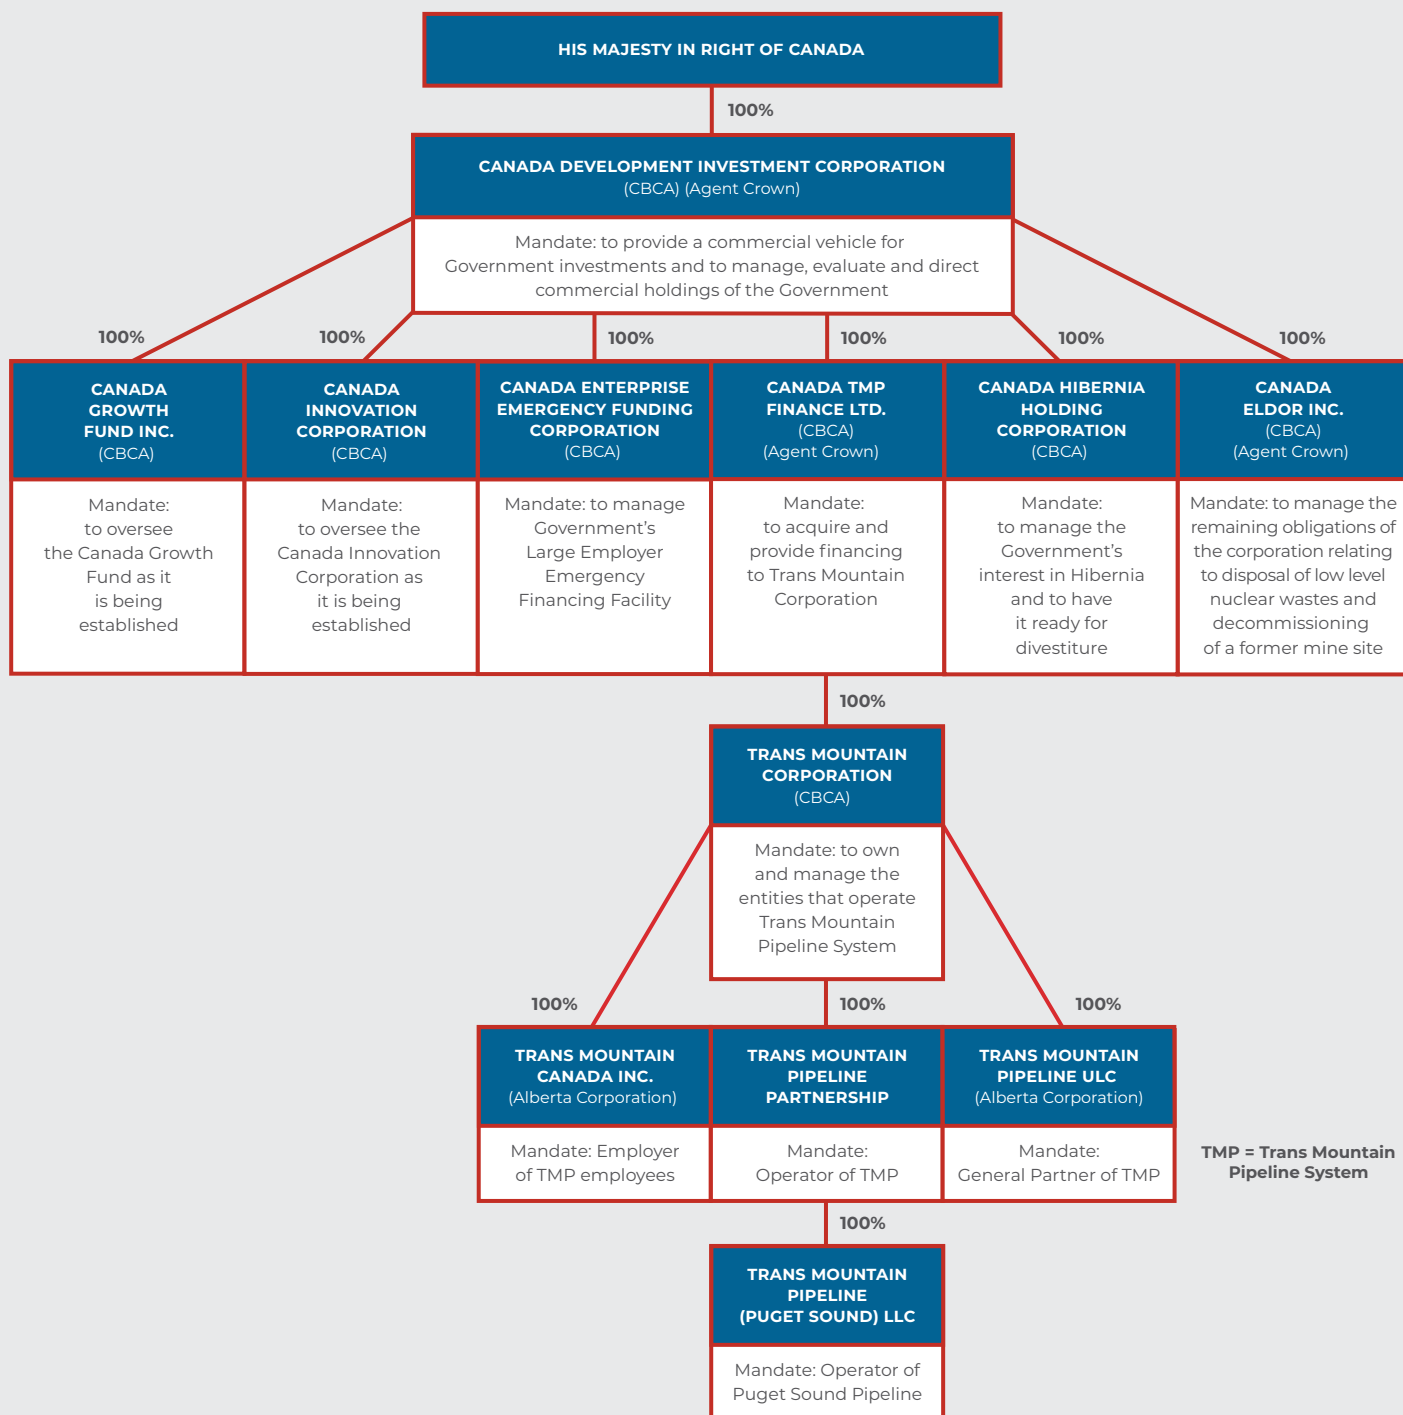 HIS MAJESTY IN RIGHT OF CANADA
100%
CANADA DEVELOPMENT INVESTMENT CORPORATION
(CBCA) (Agent Crown)
Mandate: to provide a commercial vehicle for
Government investments and to manage, evaluate and direct
commercial holdings of the Government
100%
100%
100%
100%
100%
100%
CANADA
GROWTH
FUND INC.
(CBCA)
Mandate:
to oversee
the Canada Growth
Fund as it
is being
established
CANADA
INNOVATION
CORPORATION
(CBCA)
Mandate:
to oversee the
Canada Innovation
Corporation as
it is being
established
CANADA ENTERPRISE
EMERGENCY FUNDING
CORPORATION
(CBCA)
Mandate: to manage
Government’s
Large Employer
Emergency
Financing Facility
CANADA TMP
FINANCE LTD.
(CBCA)
(Agent Crown)
Mandate:
to acquire and
provide financing
to Trans Mountain
Corporation
CANADA HIBERNIA
HOLDING
CORPORATION
(CBCA)
Mandate:
to manage the
Government’s
interest in Hibernia
and to have
it ready for
divestiture
CANADA
ELDOR INC.
(CBCA)
(Agent Crown)
Mandate: to manage the
remaining obligations of
the corporation relating
to disposal of low level
nuclear wastes and
decommissioning
of a former mine site
100%
TRANS MOUNTAIN
CORPORATION
(CBCA)
Mandate: to own
and manage the
entities that operate
Trans Mountain
Pipeline System
100%
100%
100%
TRANS MOUNTAIN
CANADA INC.
(Alberta Corporation)
Mandate: Employer
of TMP employees
TRANS MOUNTAIN
PIPELINE
PARTNERSHIP
Mandate:
Operator of TMP
TRANS MOUNTAIN
PIPELINE ULC
(Alberta Corporation)
Mandate:
General Partner of TMP
TMP = Trans Mountain
Pipeline System
100%
TRANS MOUNTAIN
PIPELINE
(PUGET SOUND) LLC
Mandate: Operator of
Puget Sound Pipeline